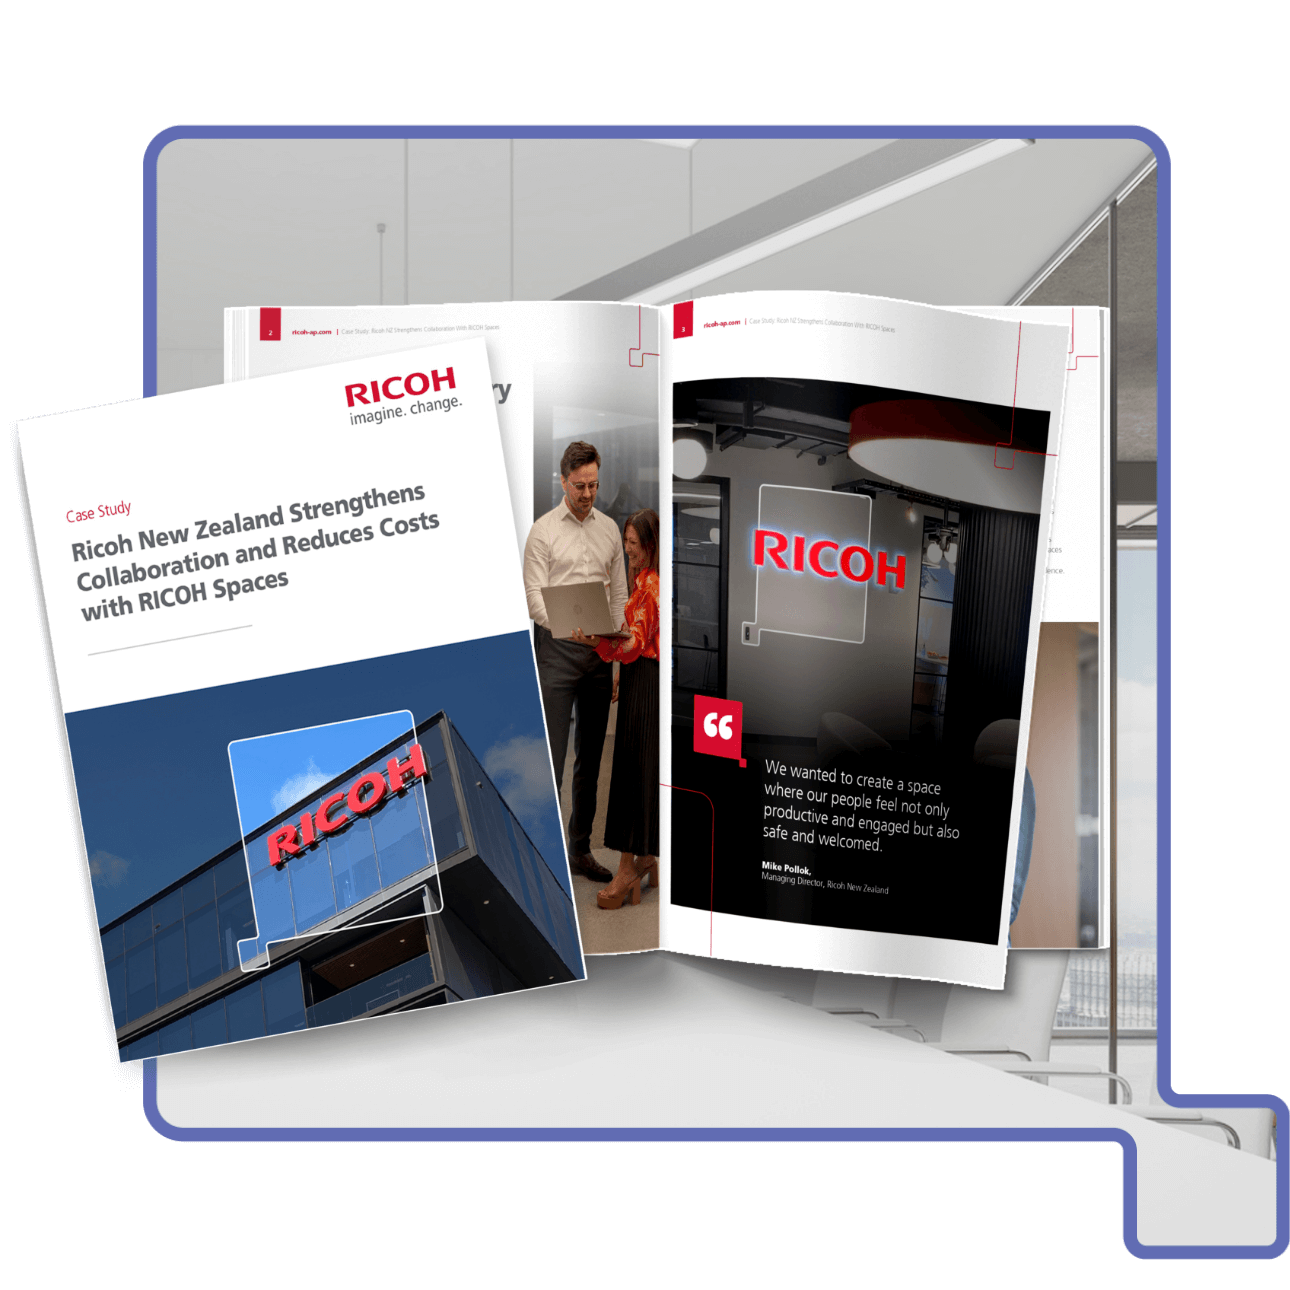 RICOH
imagine. change.
Case Study
Ricoh New Zealand Strengthens
Collaboration and Reduces Costs
with RICOH Spaces
RICOH
2
ricoh-ap.com | Case Study: Ricoh NZ Strengthens Collaboration With RICOH Spaces
ry
3
ricoh-ap.com | Case Study: Ricoh NZ Strengthens Collaboration With RICOH Spaces
RICOH
“
We wanted to create a space
where our people feel not only
productive and engaged but also
safe and welcomed.
Mike Pollok,
Managing Director, Ricoh New Zealand